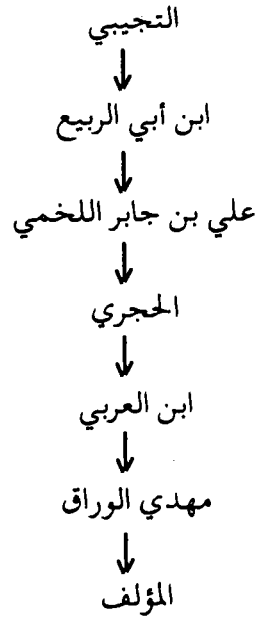 التجيبي
ابن أبي الربيع
علي بن جابر اللخمي
الحجري
ابن العربي
مهدي الوراق
المؤلف